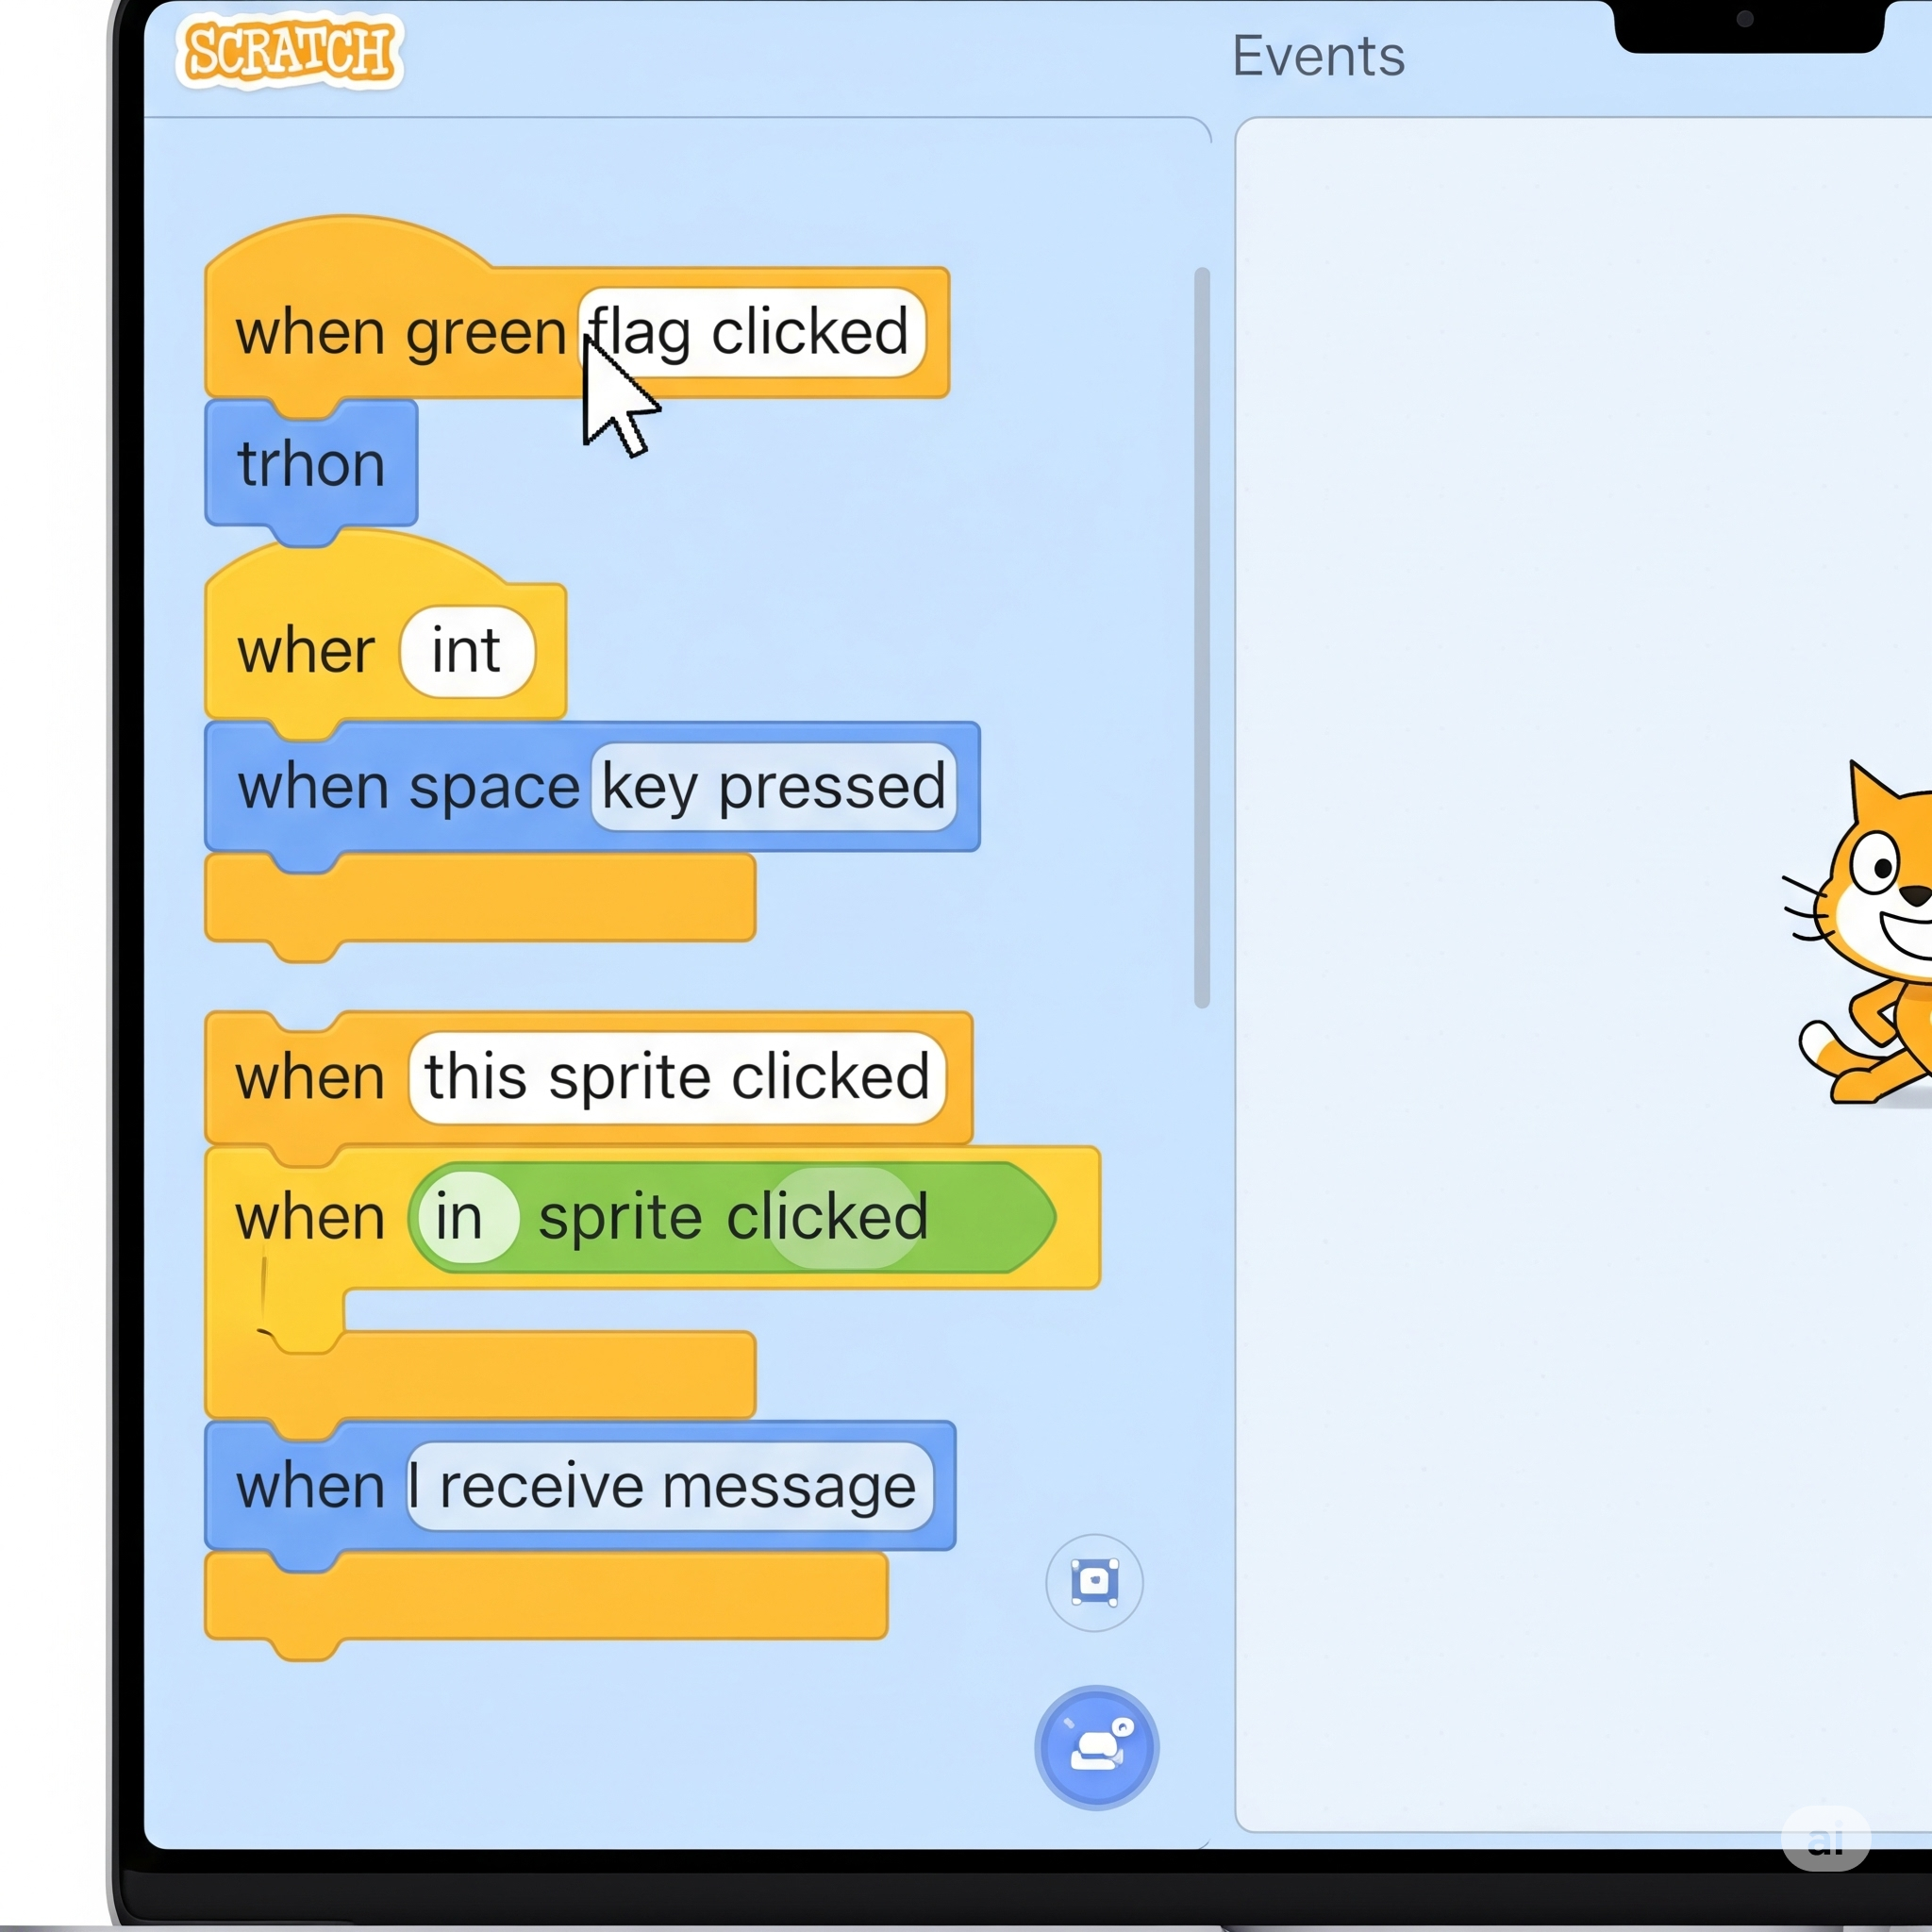 SCRATCH
Events
when green flag clicked
trhon
wher int
when space key pressed
when this sprite clicked
when in sprite clicked
when I receive message
ai